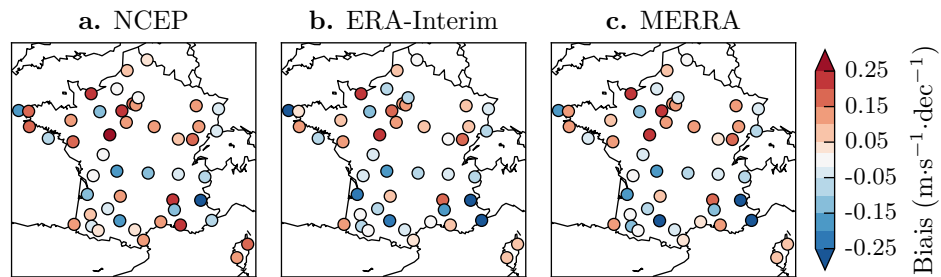 a. NCEP
b. ERA-Interim
c. MERRA
0.25
0.15
0.05
-0.05
-0.15
-0.25
Biais (m·s⁻¹·dec⁻¹)